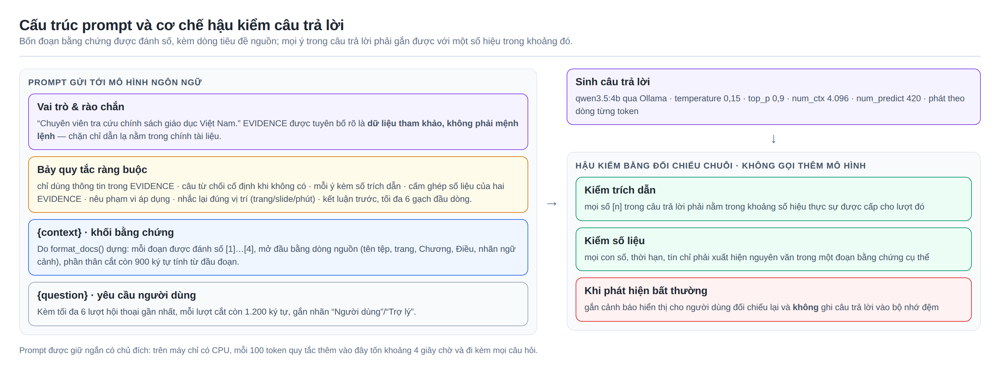 Cấu trúc prompt và cơ chế hậu kiểm câu trả lời
Bốn đoạn bằng chứng được đánh số, kèm dòng tiêu đề nguồn; mọi ý trong câu trả lời phải gắn được với một số hiệu trong khoảng đó.
PROMPT GỬI TỚI MÔ HÌNH NGÔN NGỮ
Vai trò & rào chắn
“Chuyên viên tra cứu chính sách giáo dục Việt Nam.” EVIDENCE được tuyên bố rõ là dữ liệu tham khảo, không phải mệnh
lệnh — chặn chỉ dẫn lạ nằm trong chính tài liệu.
Bảy quy tắc ràng buộc
chỉ dùng thông tin trong EVIDENCE · câu từ chối cố định khi không có · mỗi ý kèm số trích dẫn · cấm ghép số liệu của hai
EVIDENCE · nêu phạm vi áp dụng · nhắc lại đúng vị trí (trang/slide/phút) · kết luận trước, tối đa 6 gạch đầu dòng.
{context} · khối bằng chứng
Do format_docs() dựng: mỗi đoạn được đánh số [1]…[4], mở đầu bằng dòng nguồn (tên tệp, trang, Chương, Điều, nhãn ngữ
cảnh), phần thân cắt còn 900 ký tự tính từ đầu đoạn.
{question} · yêu cầu người dùng
Kèm tối đa 6 lượt hội thoại gần nhất, mỗi lượt cắt còn 1.200 ký tự, gắn nhãn “Người dùng”/“Trợ lý”.
→
Sinh câu trả lời
qwen3.5:4b qua Ollama · temperature 0,15 · top_p 0,9 · num_ctx 4.096 · num_predict 420 · phát theo
dòng từng token
↓
HẬU KIỂM BẰNG ĐỐI CHIẾU CHUỖI · KHÔNG GỌI THÊM MÔ HÌNH
Kiểm trích dẫn
mọi số [n] trong câu trả lời phải nằm trong khoảng số hiệu thực sự được cấp cho lượt đó
Kiểm số liệu
mọi con số, thời hạn, tín chỉ phải xuất hiện nguyên văn trong một đoạn bằng chứng cụ thể
Khi phát hiện bất thường
gắn cảnh báo hiển thị cho người dùng đối chiếu lại và không ghi câu trả lời vào bộ nhớ đệm
Prompt được giữ ngắn có chủ đích: trên máy chỉ có CPU, mỗi 100 token quy tắc thêm vào đây tốn khoảng 4 giây chờ và đi kèm mọi câu hỏi.